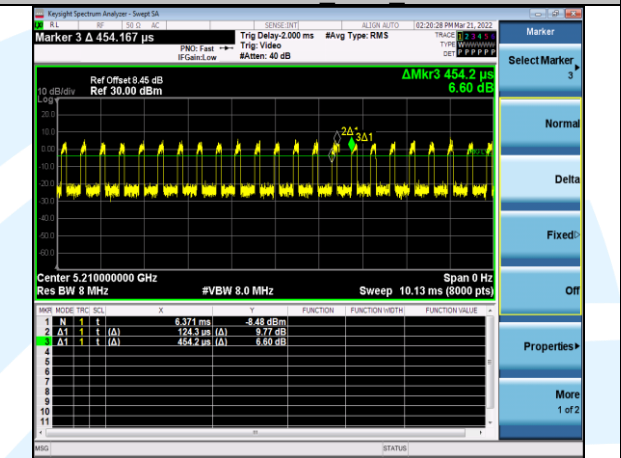 Keysight Spectrum Analyzer - Swept SA
RL RF 50 Ω AC SENSE:INT ALIGN AUTO 02:20:28 PM Mar 21, 2022
Marker 3 Δ 454.167 µs
Trig Delay-2.000 ms #Avg Type: RMS
TRACE 1 2 3 4 5 6
PNO: Fast Trig: Video
TYPE WWWWWW
IFGain:Low #Atten: 40 dB
DET P P P P P P
ΔMkr3 454.2 µs
6.60 dB
Ref Offset 8.45 dB
10 dB/div Ref 30.00 dBm
Log
20.0
10.0
0.00
-10.0
-20.0
-30.0
-40.0
-50.0
-60.0
2Δ1
3Δ1
Center 5.210000000 GHz Span 0 Hz
Res BW 8 MHz #VBW 8.0 MHz Sweep 10.13 ms (8000 pts)
MKR MODE TRC SCL X Y FUNCTION FUNCTION WIDTH FUNCTION VALUE
1 N 1 t 6.371 ms -8.48 dBm
2 Δ1 1 t (Δ) 124.3 µs (Δ) 9.77 dB
3 Δ1 1 t (Δ) 454.2 µs (Δ) 6.60 dB
4
5
6
7
8
9
10
11
MSG STATUS
Marker
Select Marker
3
Normal
Delta
Fixed
Off
Properties
More
1 of 2